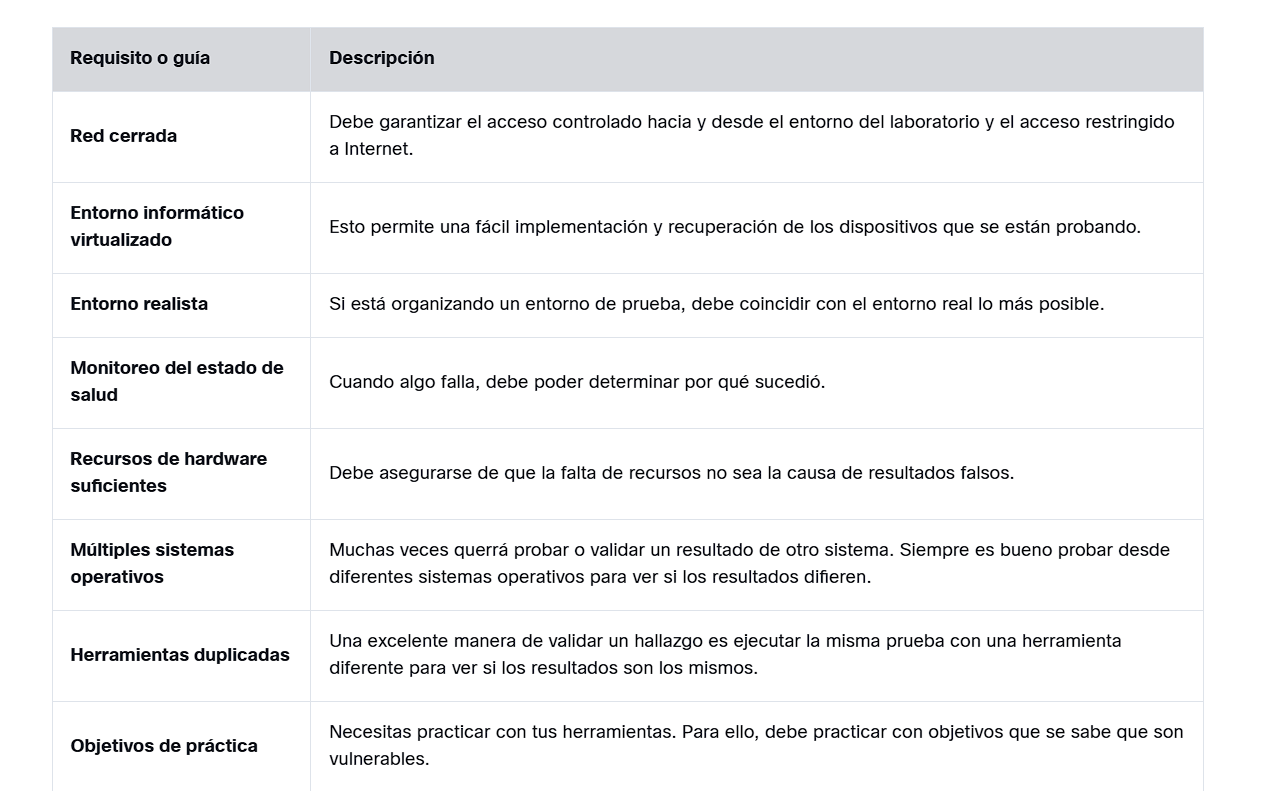 Requisito o guía
Descripción
Red cerrada
Debe garantizar el acceso controlado hacia y desde el entorno del laboratorio y el acceso restringido
a Internet.
Entorno informático
virtualizado
Esto permite una fácil implementación y recuperación de los dispositivos que se están probando.
Entorno realista
Si está organizando un entorno de prueba, debe coincidir con el entorno real lo más posible.
Monitoreo del estado de
salud
Cuando algo falla, debe poder determinar por qué sucedió.
Recursos de hardware
suficientes
Debe asegurarse de que la falta de recursos no sea la causa de resultados falsos.
Múltiples sistemas
operativos
Muchas veces querrá probar o validar un resultado de otro sistema. Siempre es bueno probar desde
diferentes sistemas operativos para ver si los resultados difieren.
Herramientas duplicadas
Una excelente manera de validar un hallazgo es ejecutar la misma prueba con una herramienta
diferente para ver si los resultados son los mismos.
Objetivos de práctica
Necesitas practicar con tus herramientas. Para ello, debe practicar con objetivos que se sabe que son
vulnerables.